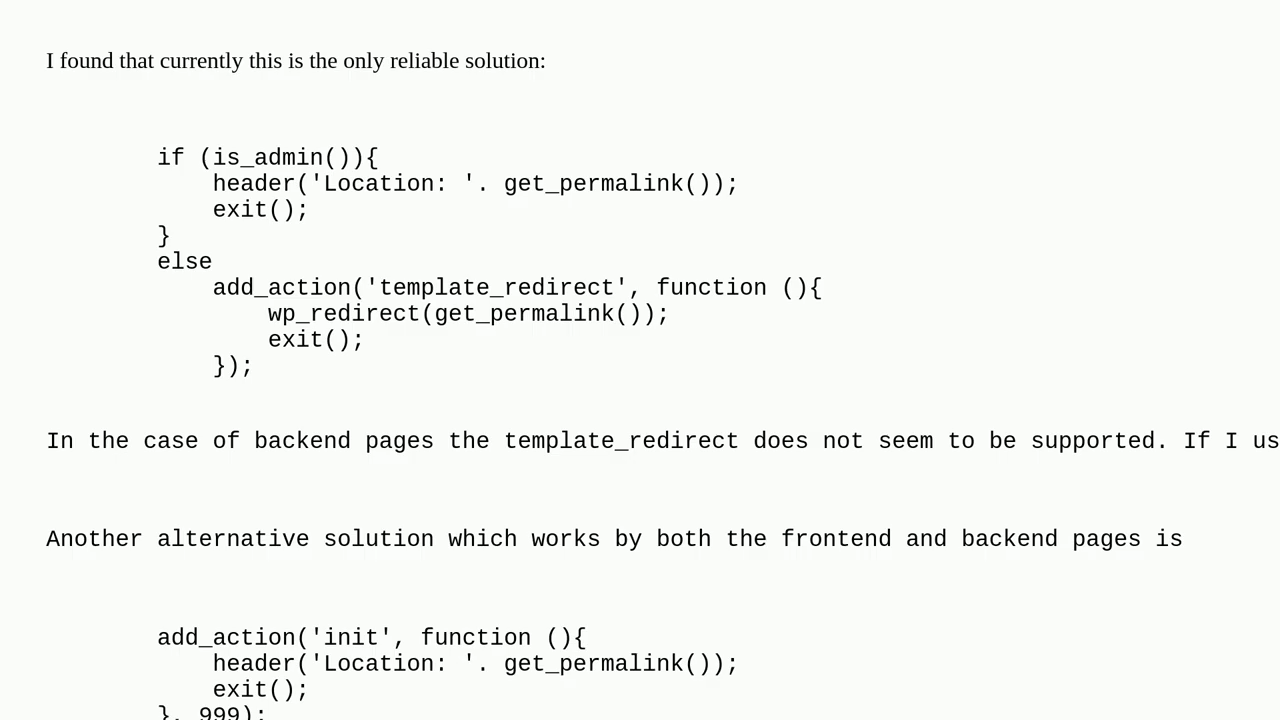 I found that currently this is the only reliable solution:
if (is_admin()){
    header('Location: '. get_permalink());
    exit();
}
else
    add_action('template_redirect', function (){
        wp_redirect(get_permalink());
        exit();
    });
In the case of backend pages the template_redirect does not seem to be supported. If I us
Another alternative solution which works by both the frontend and backend pages is
add_action('init', function (){
    header('Location: '. get_permalink());
    exit();
}, 999);